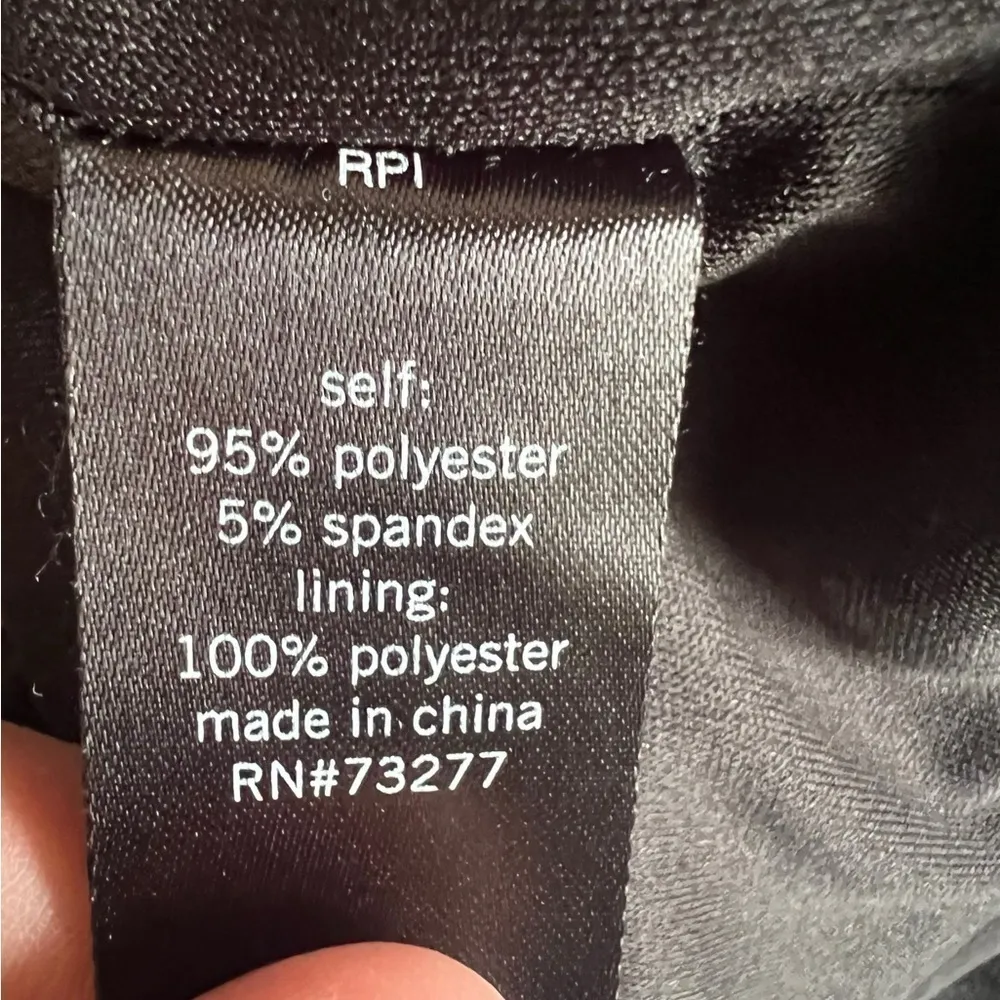 RPI
self:
95% polyester
5% spandex
lining:
100% polyester
made in china
RN#73277